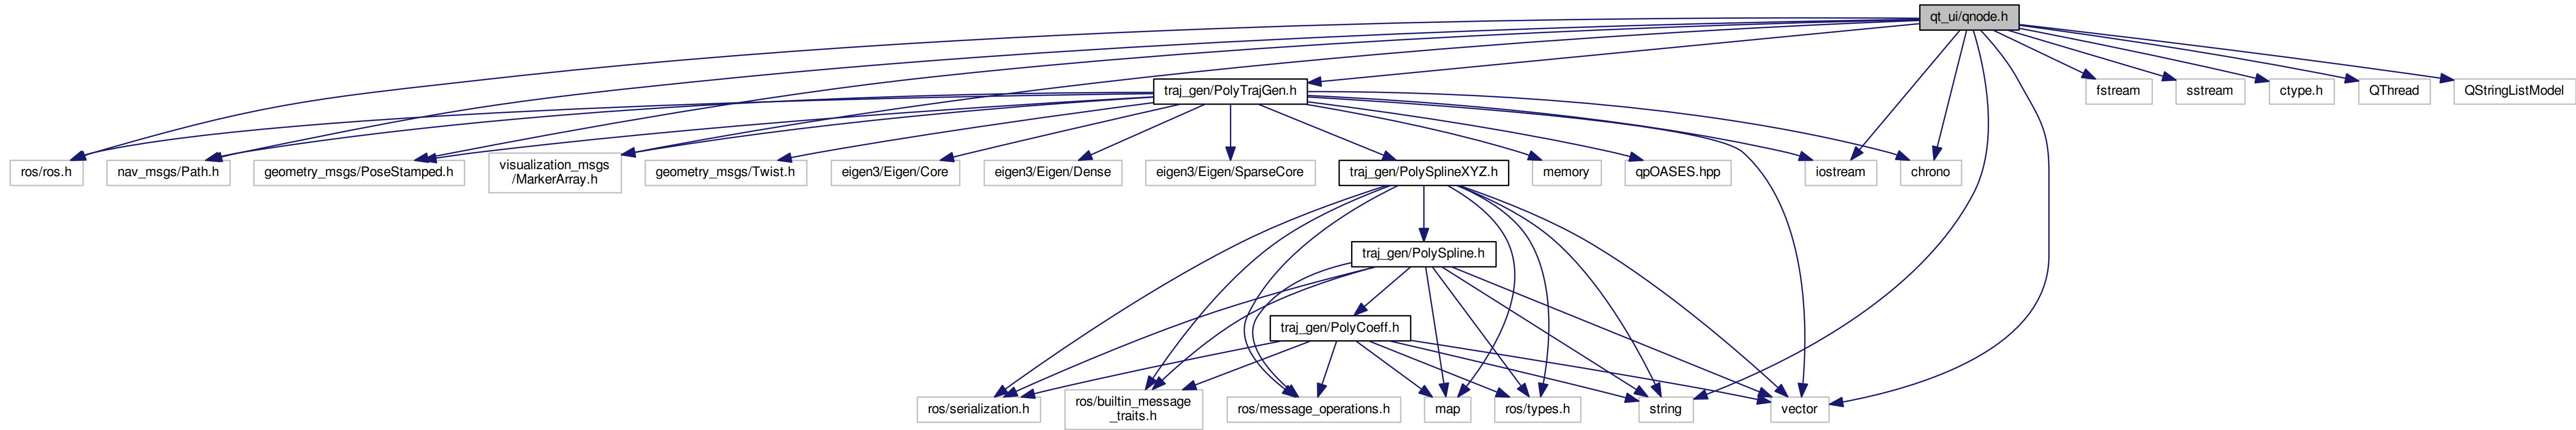 qt_ui/qnode.h
traj_gen/PolyTrajGen.h
fstream
sstream
ctype.h
QThread
QStringListModel
ros/ros.h
nav_msgs/Path.h
geometry_msgs/PoseStamped.h
visualization_msgs
/MarkerArray.h
geometry_msgs/Twist.h
eigen3/Eigen/Core
eigen3/Eigen/Dense
eigen3/Eigen/SparseCore
traj_gen/PolySplineXYZ.h
memory
qpOASES.hpp
iostream
chrono
traj_gen/PolySpline.h
traj_gen/PolyCoeff.h
ros/serialization.h
ros/builtin_message
_traits.h
ros/message_operations.h
map
ros/types.h
string
vector